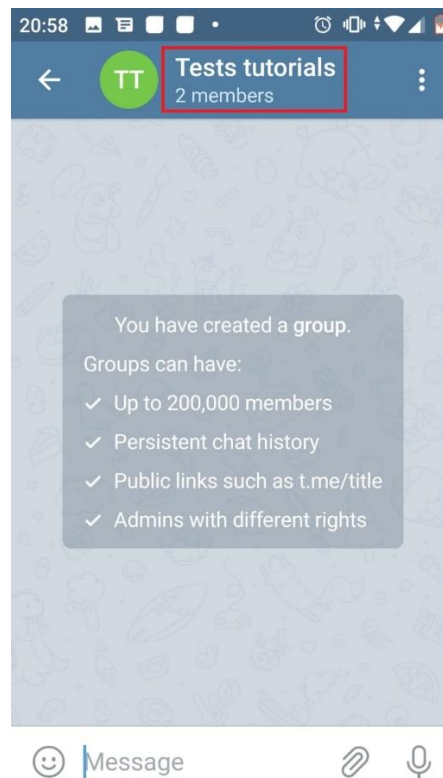 20:58
TT
Tests tutorials
2 members
You have created a group.
Groups can have:
✓ Up to 200,000 members
✓ Persistent chat history
✓ Public links such as t.me/title
✓ Admins with different rights
Message